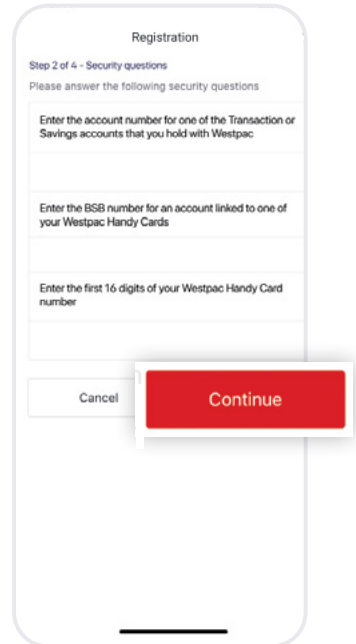 Registration
Step 2 of 4 - Security questions
Please answer the following security questions
Enter the account number for one of the Transaction or
Savings accounts that you hold with Westpac
Enter the BSB number for an account linked to one of
your Westpac Handy Cards
Enter the first 16 digits of your Westpac Handy Card
number
Cancel
Continue